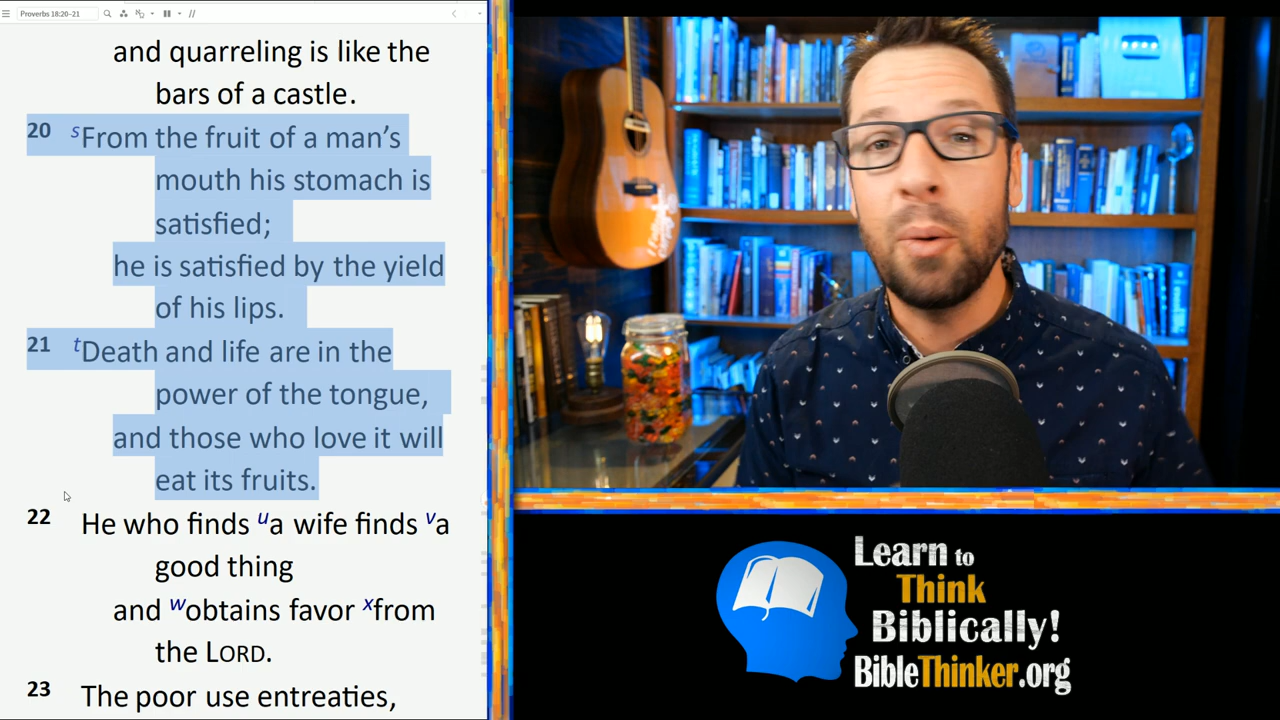 Proverbs 18:20–21
and quarreling is like the
bars of a castle.
20 sFrom the fruit of a man’s
mouth his stomach is
satisfied;
he is satisfied by the yield
of his lips.
21 tDeath and life are in the
power of the tongue,
and those who love it will
eat its fruits.
22 He who finds ua wife finds va
good thing
and wobtains favor xfrom
the LORD.
23 The poor use entreaties,
Learn to
Think
Biblically!
BibleThinker.org